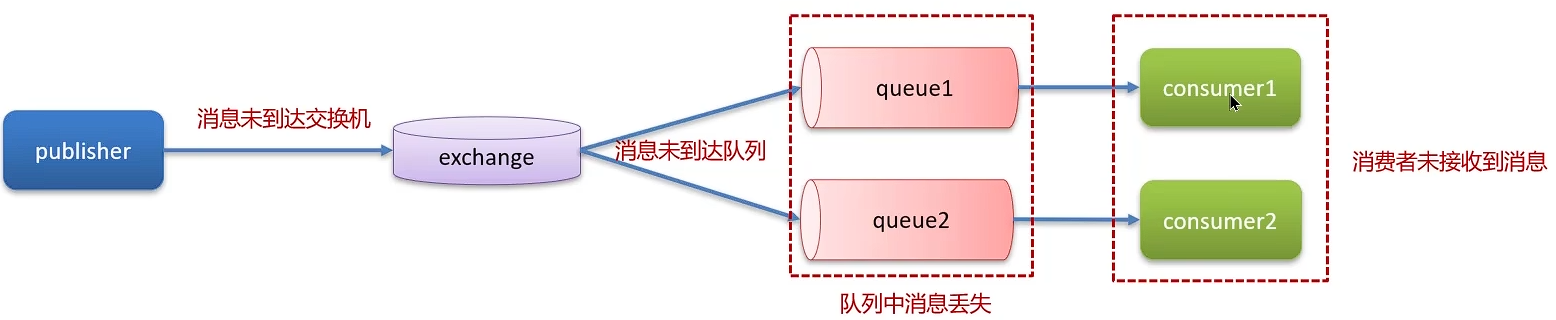 publisher
消息未到达交换机
exchange
消息未到达队列
queue1
queue2
队列中消息丢失
consumer1
consumer2
消费者未接收到消息